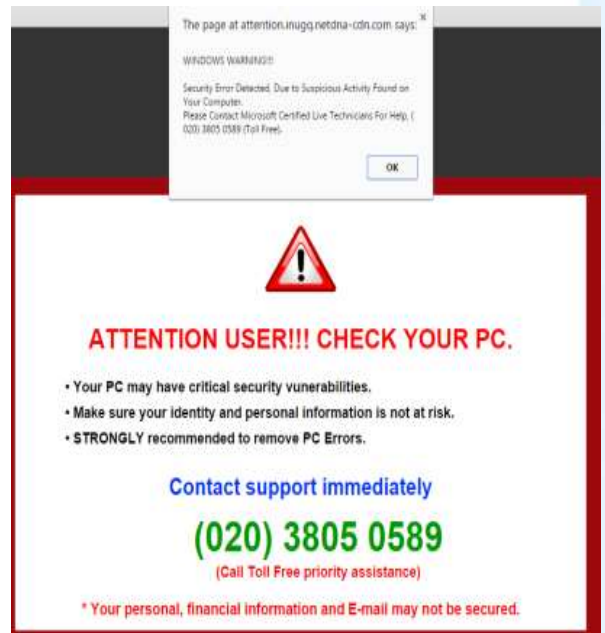 The page at attention.inugq.netdna-cdn.com says:
WINDOWS WARNING!!!
Security Error Detected. Due to Suspicious Activity Found on
Your Computer.
Please Contact Microsoft Certified Live Technicians For Help, (
020) 3805 0589 (Toll Free).
OK
ATTENTION USER!!! CHECK YOUR PC.
• Your PC may have critical security vunerabilities.
• Make sure your identity and personal information is not at risk.
• STRONGLY recommended to remove PC Errors.
Contact support immediately
(020) 3805 0589
(Call Toll Free priority assistance)
* Your personal, financial information and E-mail may not be secured.